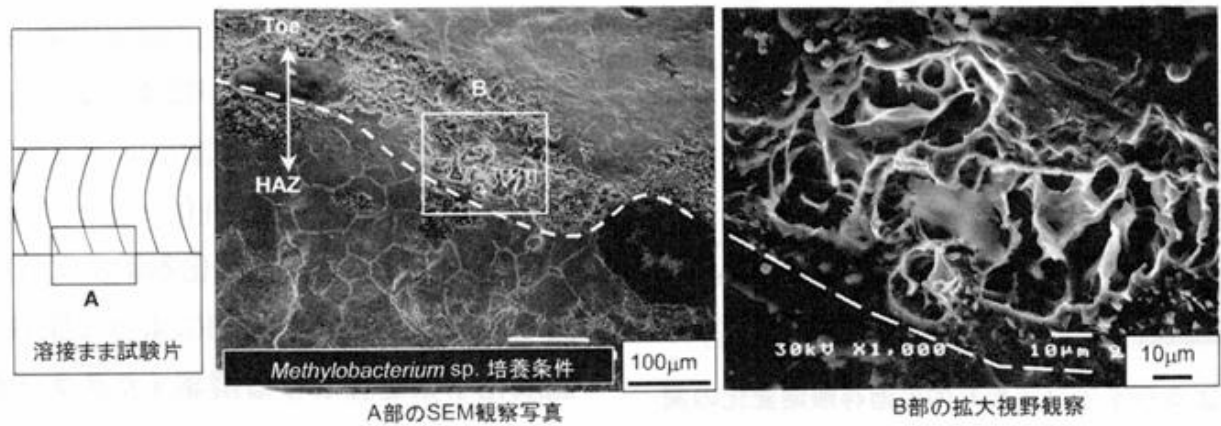 A
溶接まま試験片
Toe
HAZ
B
Methylobacterium sp. 培養条件
100μm
A部のSEM観察写真
30kV X1,000 10μm
10μm
B部の拡大視野観察